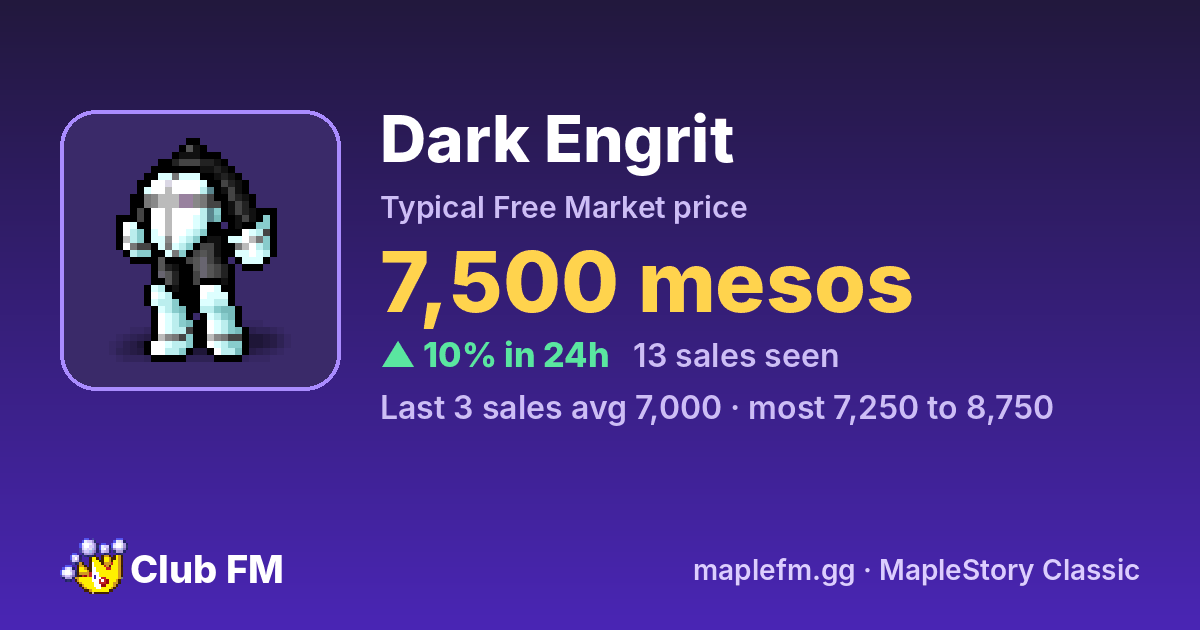 Dark Engrit
Typical Free Market price
7,500 mesos
▲ 10% in 24h 13 sales seen
Last 3 sales avg 7,000 · most 7,250 to 8,750
Club FM
maplefm.gg · MapleStory Classic